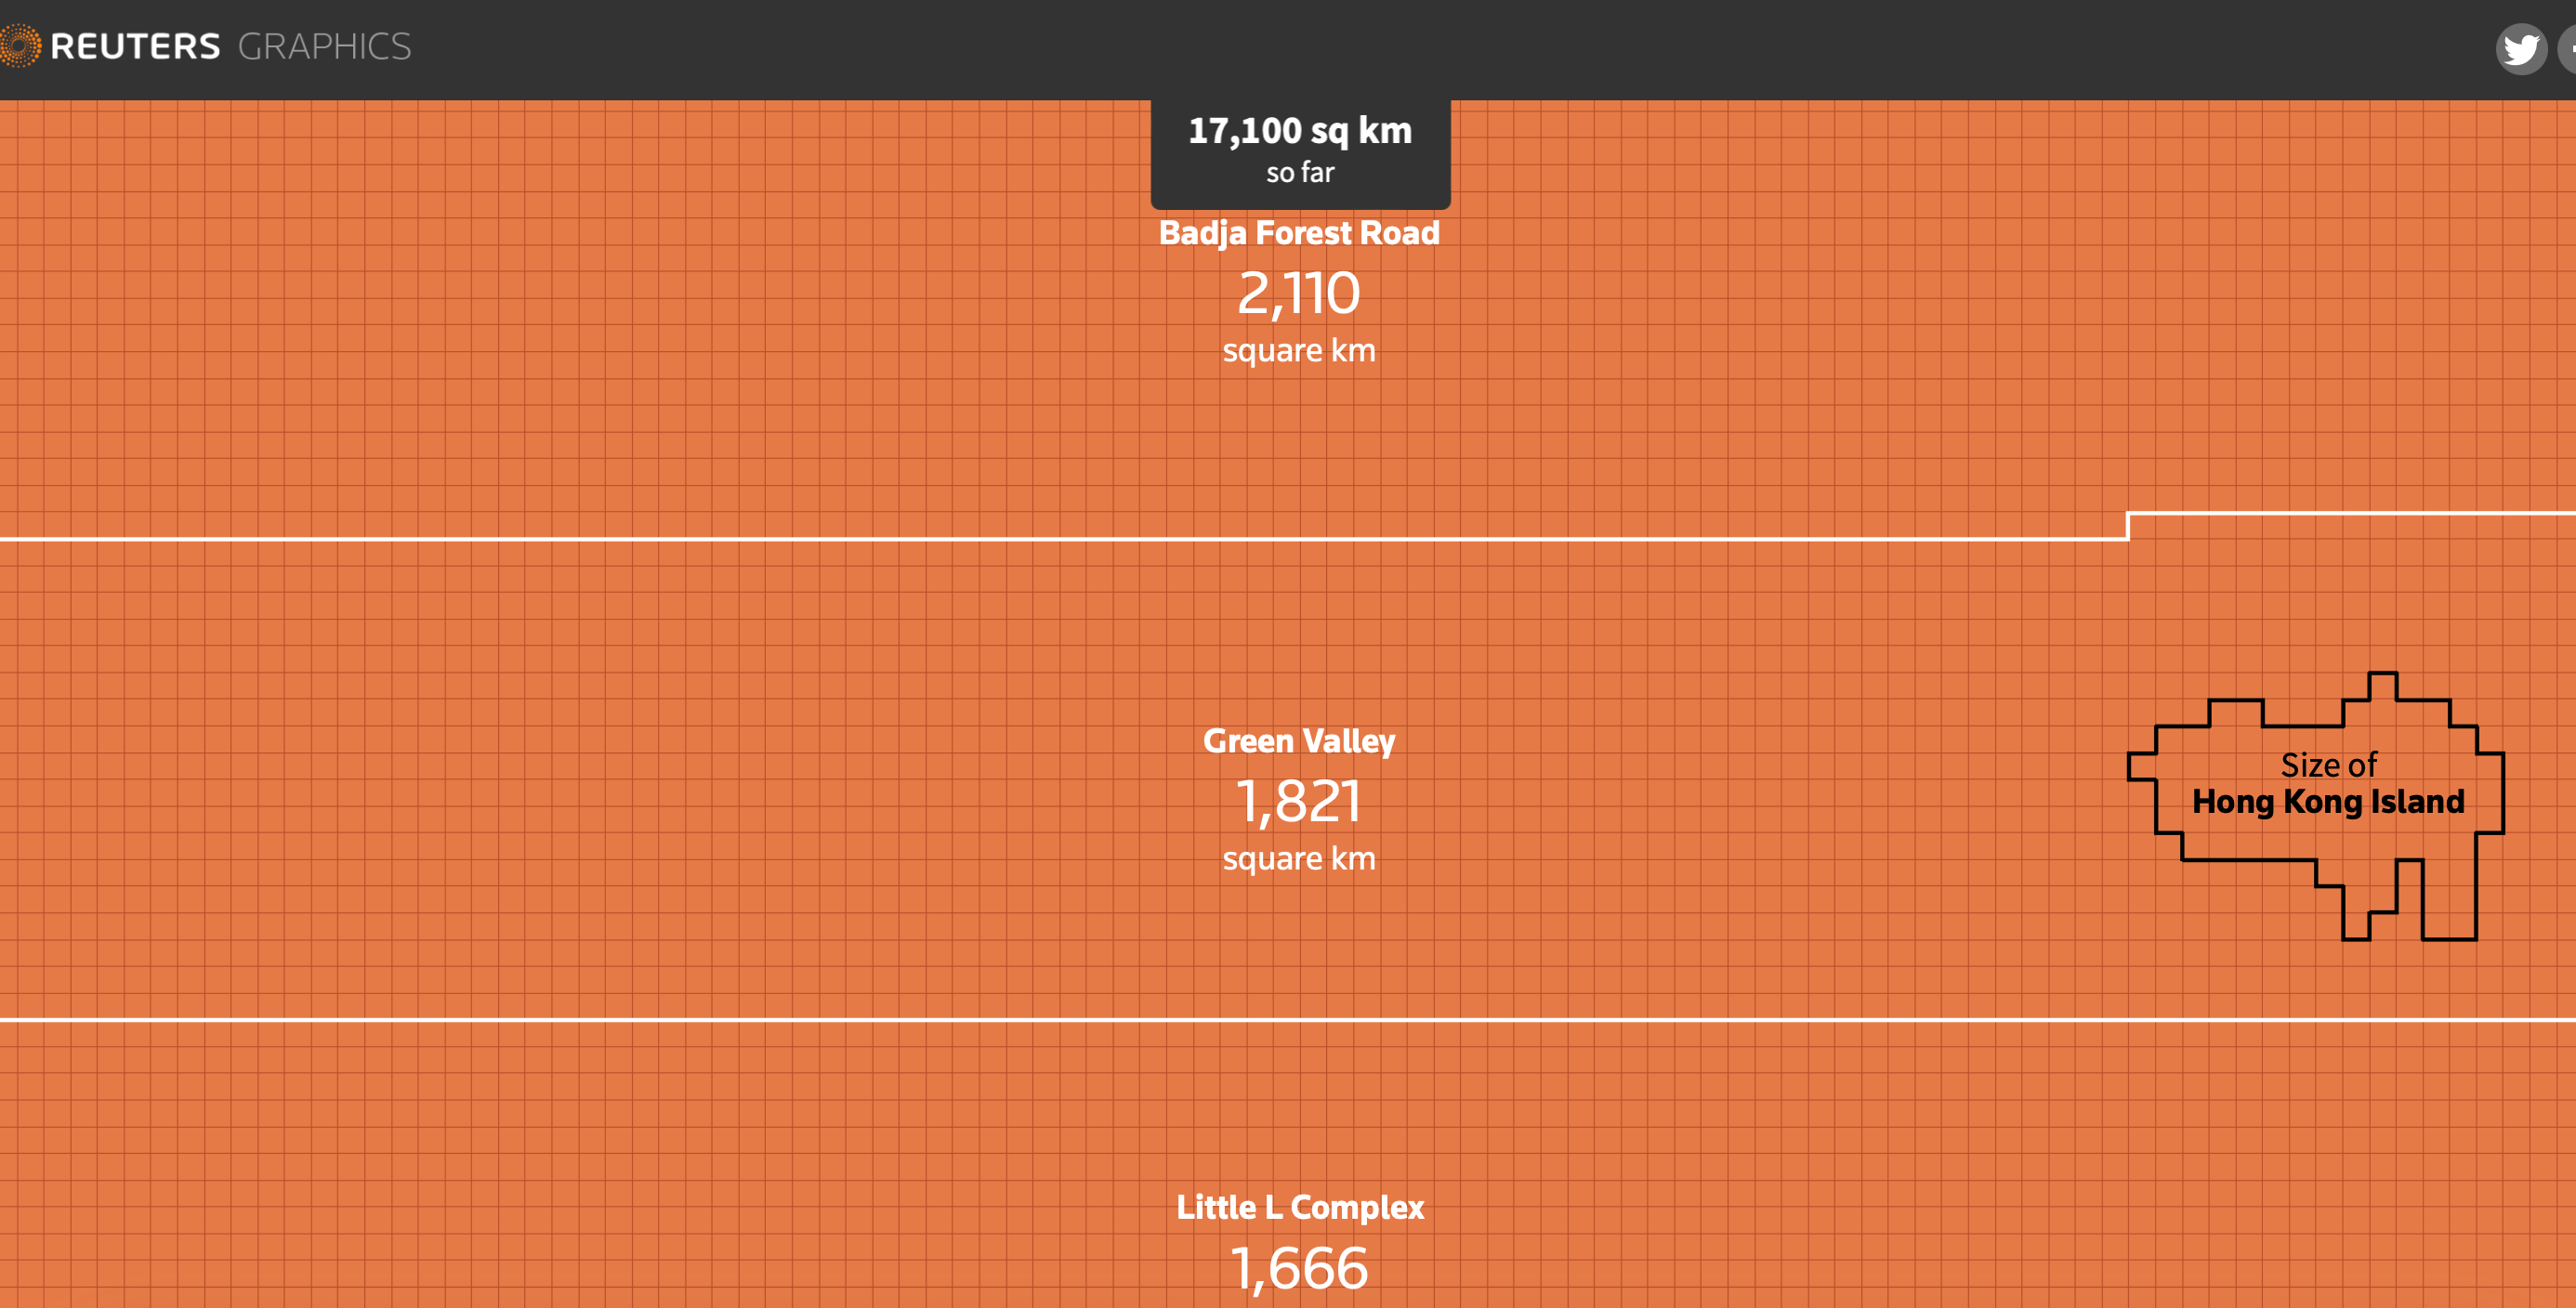 REUTERS GRAPHICS
17,100 sq km
so far
Badja Forest Road
2,110
square km
Green Valley
1,821
square km
Size of
Hong Kong Island
Little L Complex
1,666